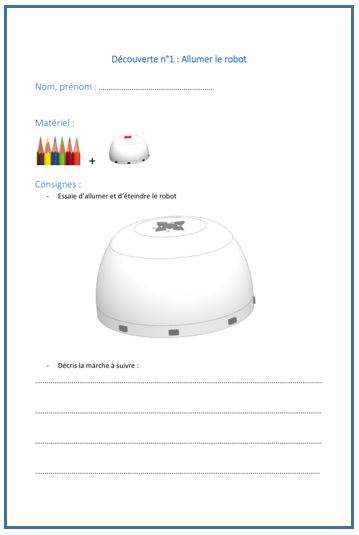 Découverte n°1 : Allumer le robot
Nom, prénom : ................................................................
Matériel :
+
Consignes :
- Essaie d'allumer et d'éteindre le robot
- Décris la marche à suivre :